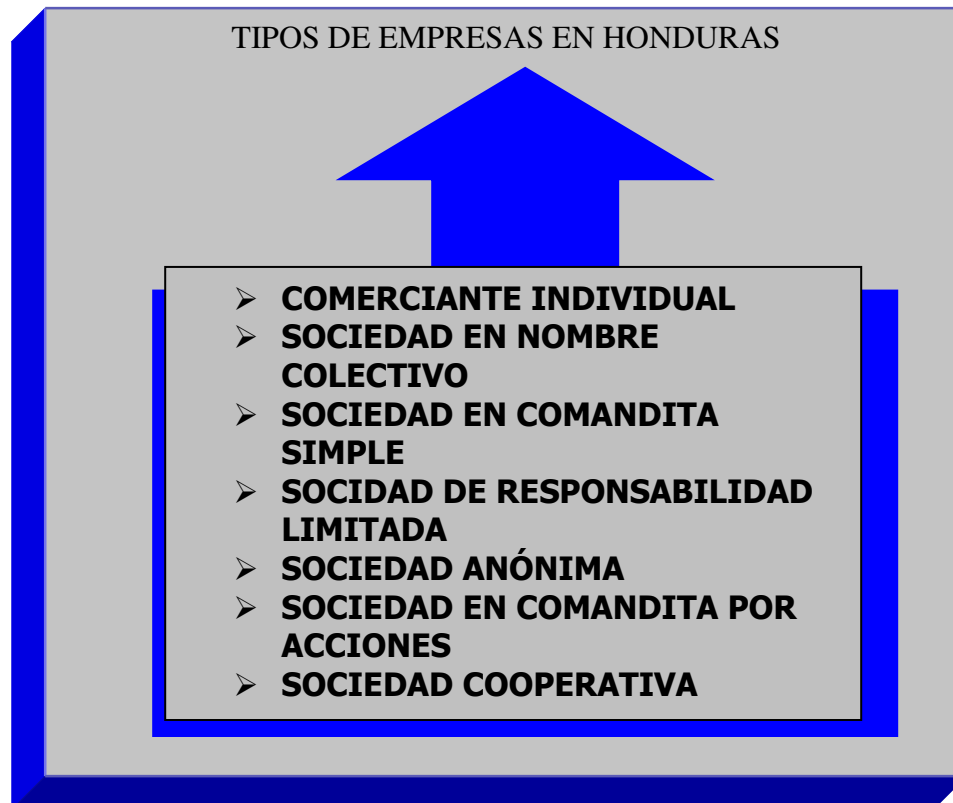 TIPOS DE EMPRESAS EN HONDURAS
➢ COMERCIANTE INDIVIDUAL
➢ SOCIEDAD EN NOMBRE
COLECTIVO
➢ SOCIEDAD EN COMANDITA
SIMPLE
➢ SOCIDAD DE RESPONSABILIDAD
LIMITADA
➢ SOCIEDAD ANÓNIMA
➢ SOCIEDAD EN COMANDITA POR
ACCIONES
➢ SOCIEDAD COOPERATIVA